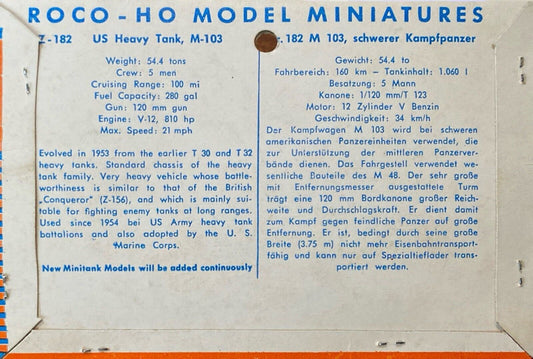 ROCO - HO MODEL MINIATURES
Z-182 US Heavy Tank, M-103
Weight: 54.4 tons
Crew: 5 men
Cruising Range: 100 mi
Fuel Capacity: 280 gal
Gun: 120 mm gun
Engine: V-12, 810 hp
Max. Speed: 21 mph
Evolved in 1953 from the earlier T 30 and T 32
heavy tanks. Standard chassis of the heavy
tank family. Very heavy vehicle whose battle-
worthiness is similar to that of the British
„Conqueror" (Z-156), and which is mainly sui-
table for fighting enemy tanks at long ranges.
Used since 1954 bei US Army heavy tank
battalions and also adopted by the U. S.
Marine Corps.
New Minitank Models will be added continuously
182 M 103, schwerer Kampfpanzer
Gewicht: 54.4 to
Fahrbereich: 160 km – Tankinhalt: 1.060 l
Besatzung: 5 Mann
Kanone: 1/120 mm/T 123
Motor: 12 Zylinder V Benzin
Geschwindigkeit: 34 km/h
Der Kampfwagen M 103 wird bei schweren
amerikanischen Panzereinheiten verwendet, die
zur Unterstützung der mittleren Panzerver-
bände dienen. Das Fahrgestell verwendet we-
sentliche Bauteile des M 48. Der sehr große
mit Entfernungsmesser ausgestattete Turm
trägt eine 120 mm Bordkanone großer Reich-
weite und Durchschlagskraft. Er dient damit
zum Kampf gegen feindliche Panzer auf große
Entfernung. Er ist, bedingt durch seine große
Breite (3.75 m) nicht mehr Eisenbahntransport-
fähig und kann nur auf Spezialtieflader trans-
portiert werden.